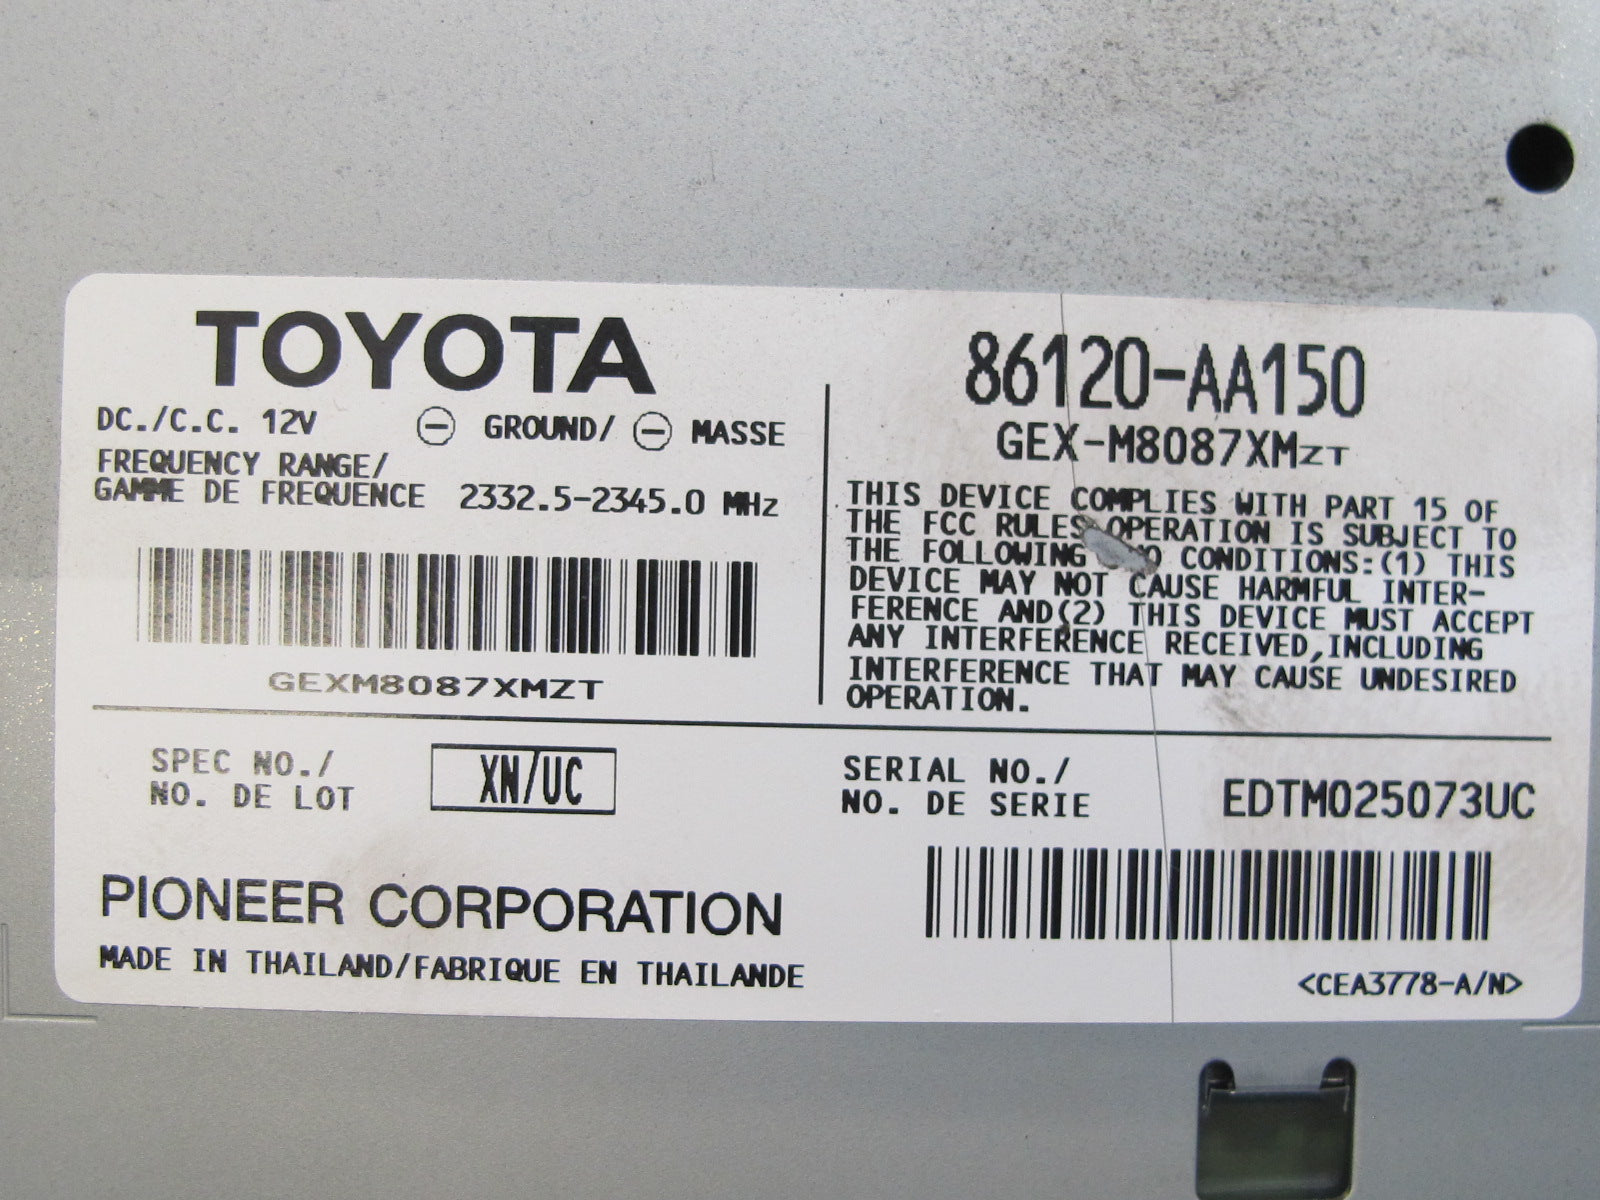 TOYOTA
DC./C.C. 12V ⊖ GROUND/ ⊖ MASSE
FREQUENCY RANGE/
GAMME DE FREQUENCE 2332.5-2345.0 MHz
GEXM8087XMZT
86120-AA150
GEX-M8087XMZT
THIS DEVICE COMPLIES WITH PART 15 OF
THE FCC RULES OPERATION IS SUBJECT TO
THE FOLLOWING CONDITIONS:(1) THIS
DEVICE MAY NOT CAUSE HARMFUL INTER-
FERENCE AND(2) THIS DEVICE MUST ACCEPT
ANY INTERFERENCE RECEIVED,INCLUDING
INTERFERENCE THAT MAY CAUSE UNDESIRED
OPERATION.
SPEC NO./
NO. DE LOT
XN/UC
SERIAL NO./
NO. DE SERIE
EDTM025073UC
PIONEER CORPORATION
MADE IN THAILAND/FABRIQUE EN THAILANDE
<CEA3778-A/N>